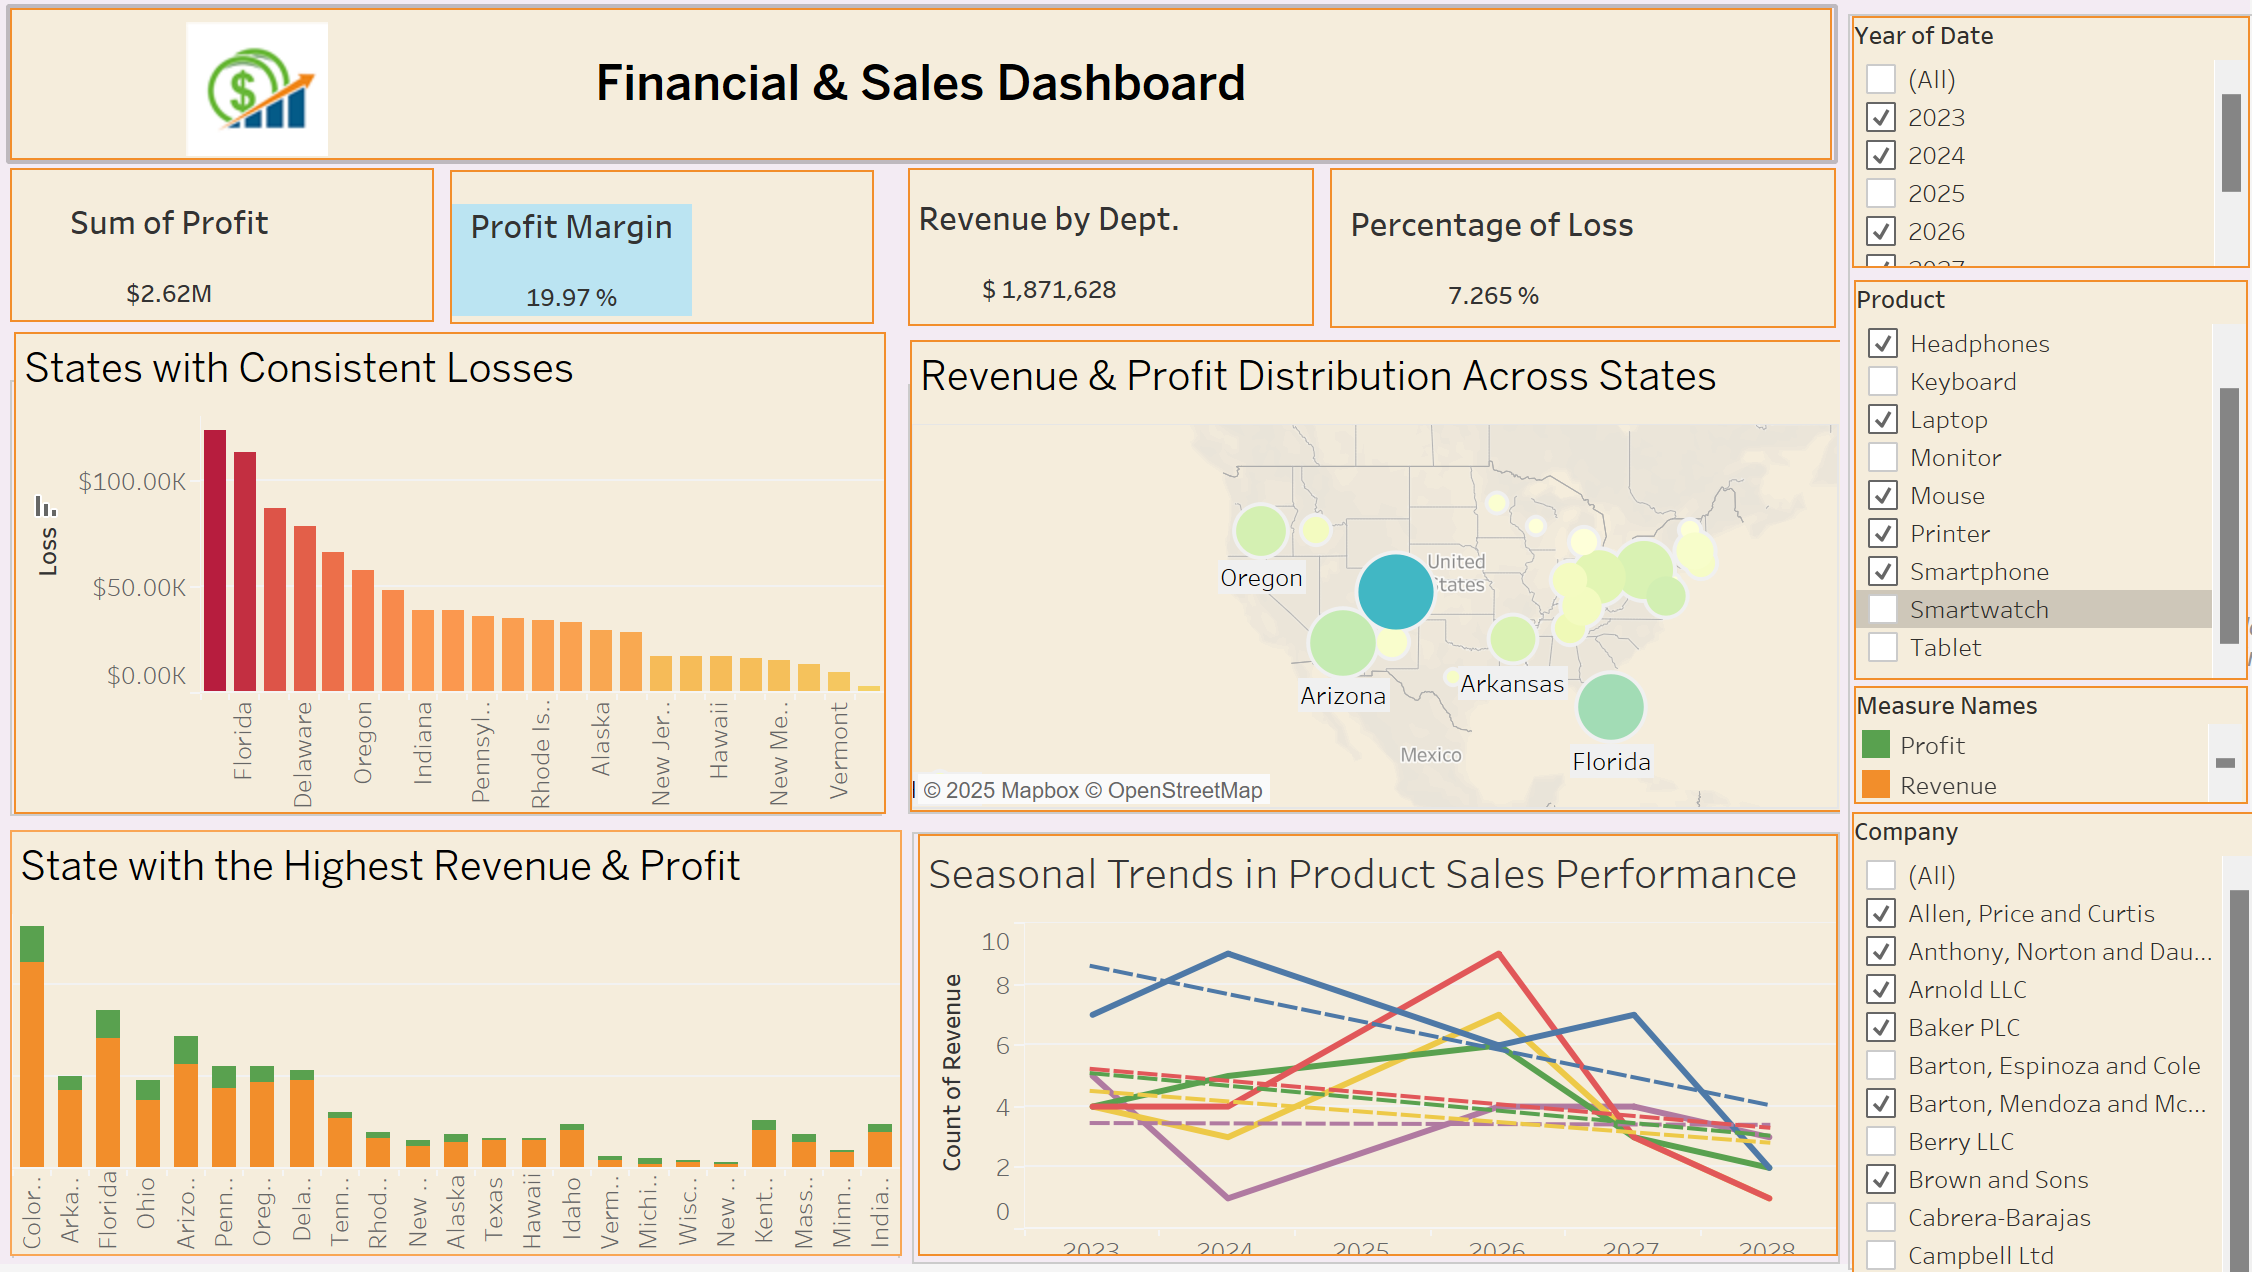 Financial & Sales Dashboard
Sum of Profit
$2.62M
Profit Margin
19.97 %
Revenue by Dept.
$ 1,871,628
Percentage of Loss
7.265 %
States with Consistent Losses
Loss
$100.00K
$50.00K
$0.00K
Florida
Delaware
Oregon
Indiana
Pennsyl..
Rhode Is..
Alaska
New Jer..
Hawaii
New Me..
Vermont
Revenue & Profit Distribution Across States
United
States
Oregon
Arizona
Arkansas
Florida
Mexico
© 2025 Mapbox © OpenStreetMap
State with the Highest Revenue & Profit
Color..
Arka..
Florida
Ohio
Arizo..
Penn..
Oreg..
Dela..
Tenn..
Rhod..
New ..
Alaska
Texas
Hawaii
Idaho
Verm..
Michi..
Wisc..
New ..
Kent..
Mass..
Minn..
India..
Seasonal Trends in Product Sales Performance
Count of Revenue
10
8
6
4
2
0
2023
2024
2025
2026
2027
2028
Year of Date
(All)
2023
2024
2025
2026
2027
Product
Headphones
Keyboard
Laptop
Monitor
Mouse
Printer
Smartphone
Smartwatch
Tablet
Measure Names
Profit
Revenue
Company
(All)
Allen, Price and Curtis
Anthony, Norton and Dau...
Arnold LLC
Baker PLC
Barton, Espinoza and Cole
Barton, Mendoza and Mc...
Berry LLC
Brown and Sons
Cabrera-Barajas
Campbell Ltd